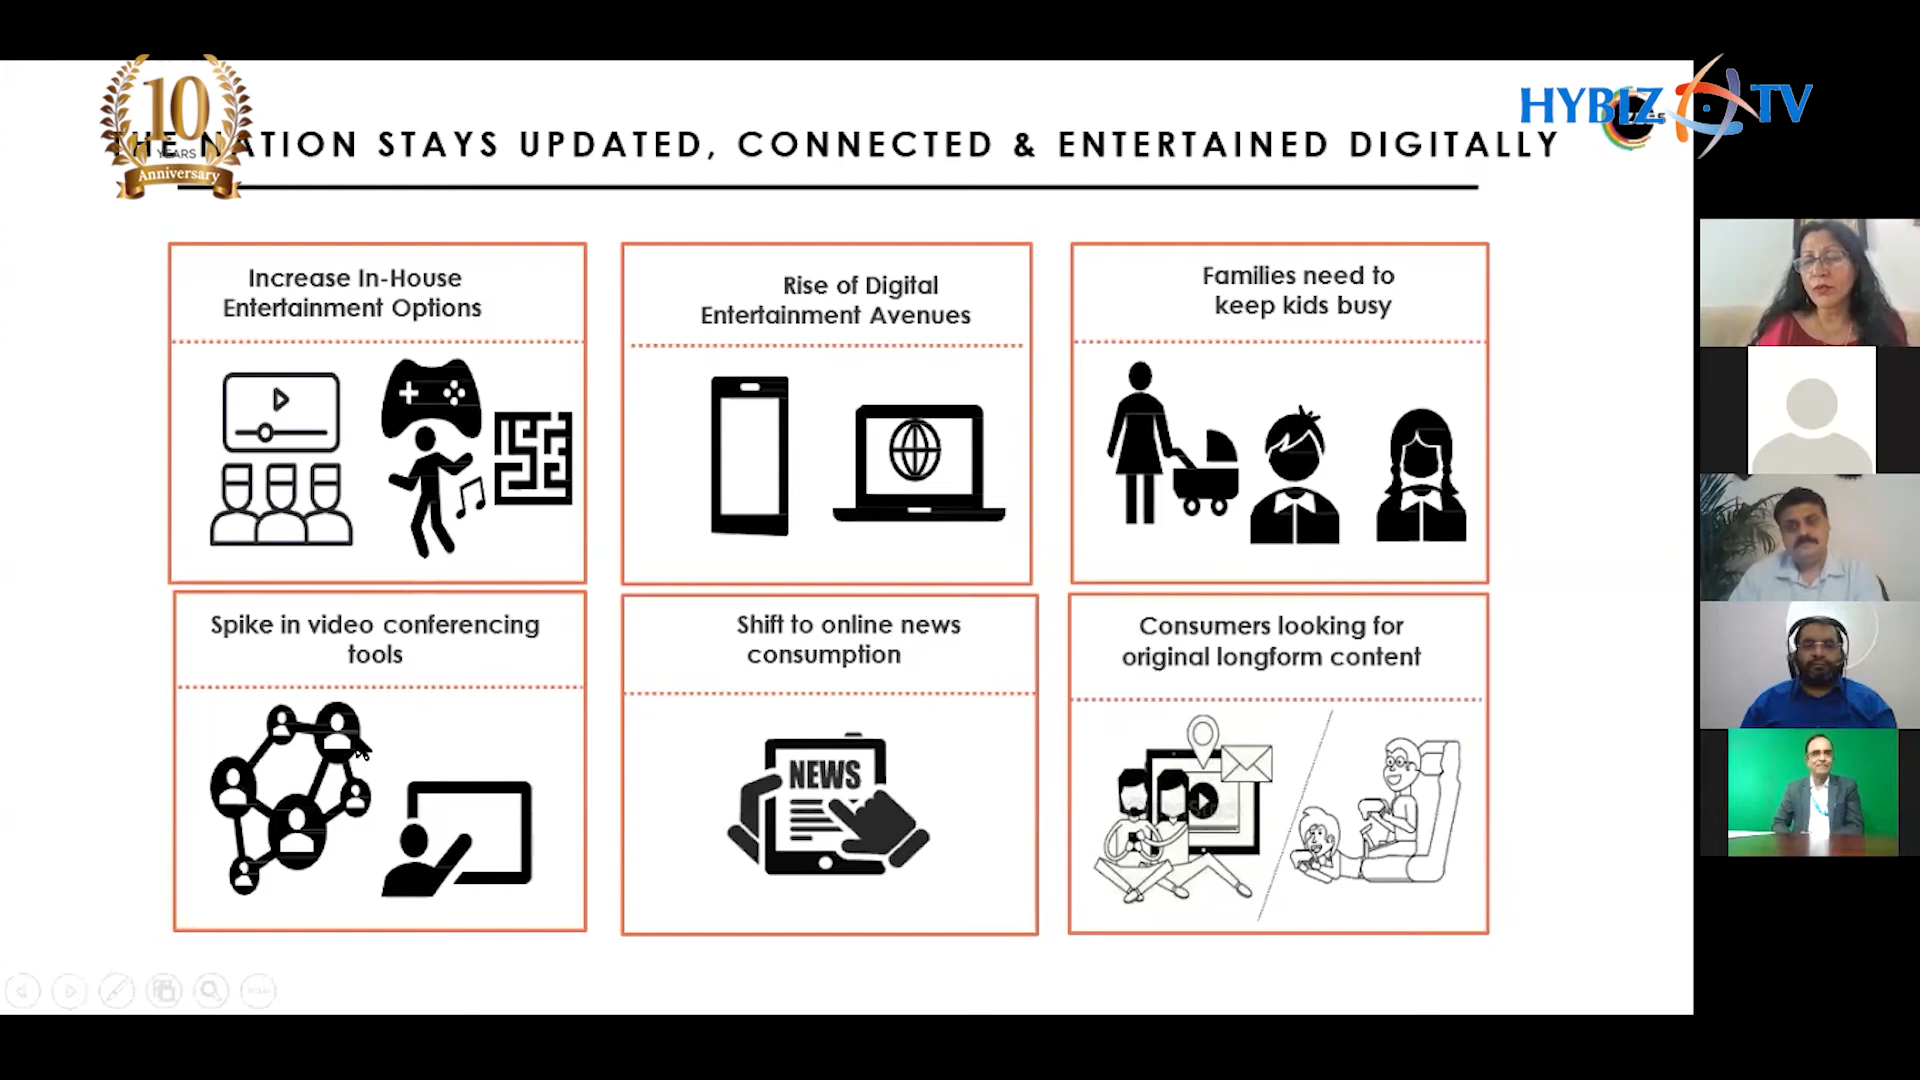 10
YEARS
Anniversary
HYBIZ TV
THE NATION STAYS UPDATED, CONNECTED & ENTERTAINED DIGITALLY
Increase In-House
Entertainment Options
Rise of Digital
Entertainment Avenues
Families need to
keep kids busy
Spike in video conferencing
tools
Shift to online news
consumption
NEWS
Consumers looking for
original longform content